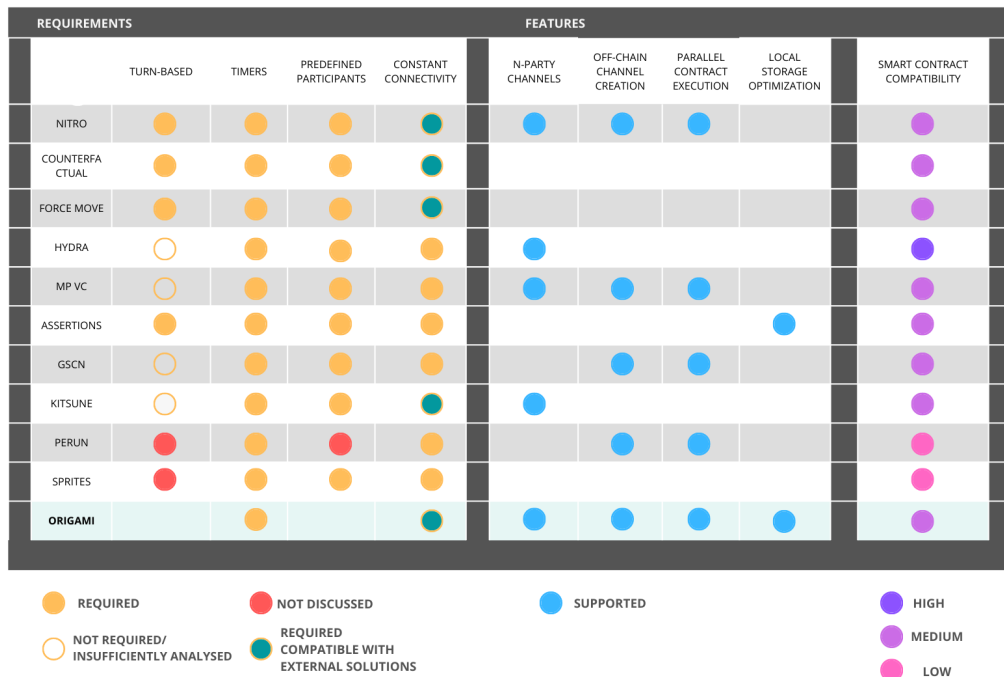 REQUIREMENTS
FEATURES
TURN-BASED
TIMERS
PREDEFINED
PARTICIPANTS
CONSTANT
CONNECTIVITY
N-PARTY
CHANNELS
OFF-CHAIN
CHANNEL
CREATION
PARALLEL
CONTRACT
EXECUTION
LOCAL
STORAGE
OPTIMIZATION
SMART CONTRACT
COMPATIBILITY
NITRO
COUNTERFA
CTUAL
FORCE MOVE
HYDRA
MP VC
ASSERTIONS
GSCN
KITSUNE
PERUN
SPRITES
ORIGAMI
REQUIRED
NOT DISCUSSED
SUPPORTED
HIGH
NOT REQUIRED/
INSUFFICIENTLY ANALYSED
REQUIRED
COMPATIBLE WITH
EXTERNAL SOLUTIONS
MEDIUM
LOW